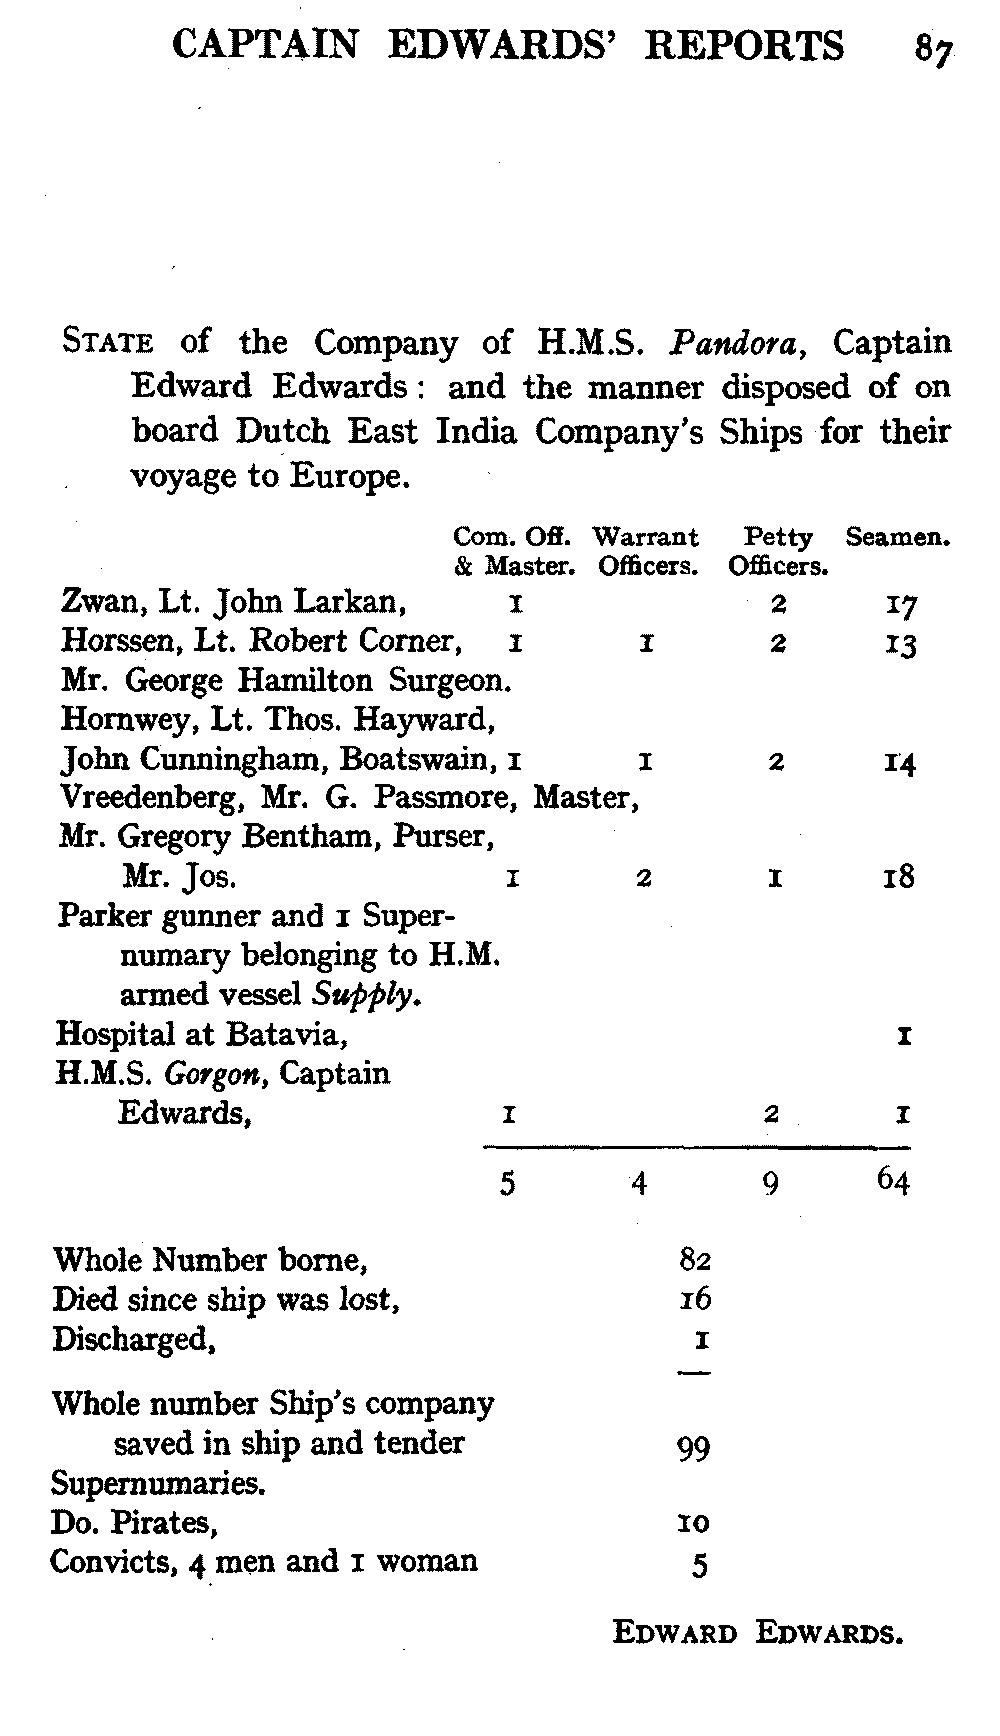 CAPTAIN EDWARDS' REPORTS 87
STATE of the Company of H.M.S. Pandora, Captain
Edward Edwards: and the manner disposed of on
board Dutch East India Company's Ships for their
voyage to Europe.
Com. Off. Warrant Petty Seamen.
& Master. Officers. Officers.
Zwan, Lt. John Larkan, 1 2 17
Horssen, Lt. Robert Corner, 1 1 2 13
Mr. George Hamilton Surgeon.
Hornwey, Lt. Thos. Hayward,
John Cunningham, Boatswain, 1 1 2 14
Vreedenberg, Mr. G. Passmore, Master,
Mr. Gregory Bentham, Purser,
Mr. Jos. 1 2 1 18
Parker gunner and 1 Super-
numary belonging to H.M.
armed vessel Supply.
Hospital at Batavia, 1
H.M.S. Gorgon, Captain
Edwards, 1 2 1
5 4 9 64
Whole Number borne, 82
Died since ship was lost, 16
Discharged, 1
Whole number Ship's company
saved in ship and tender 99
Supernumaries.
Do. Pirates, 10
Convicts, 4 men and 1 woman 5
EDWARD EDWARDS.